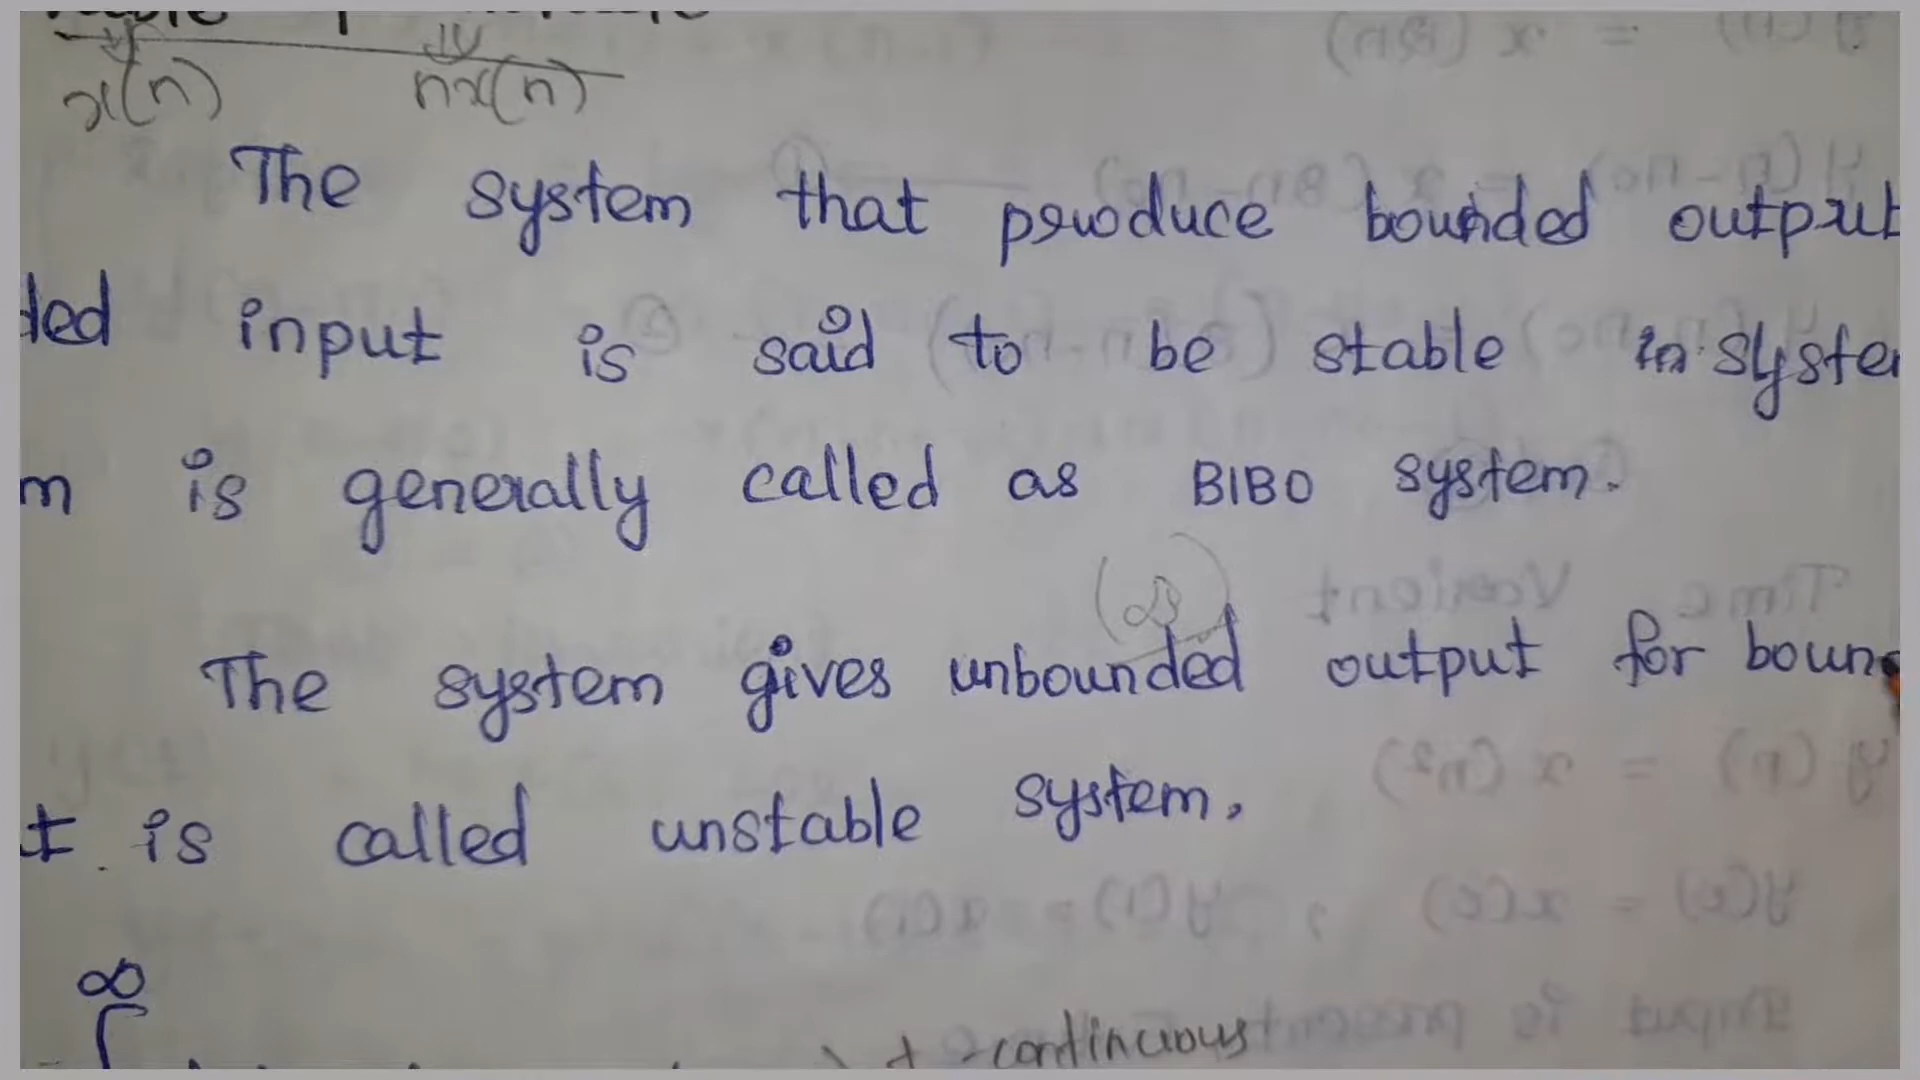 x(n) nx(n)
The system that produce bounded output
ded input is said to be stable in system
m is generally called as BIBO system.
(∞)
The system gives unbounded output for boun
t is called unstable system.
∞
∫
- continuous